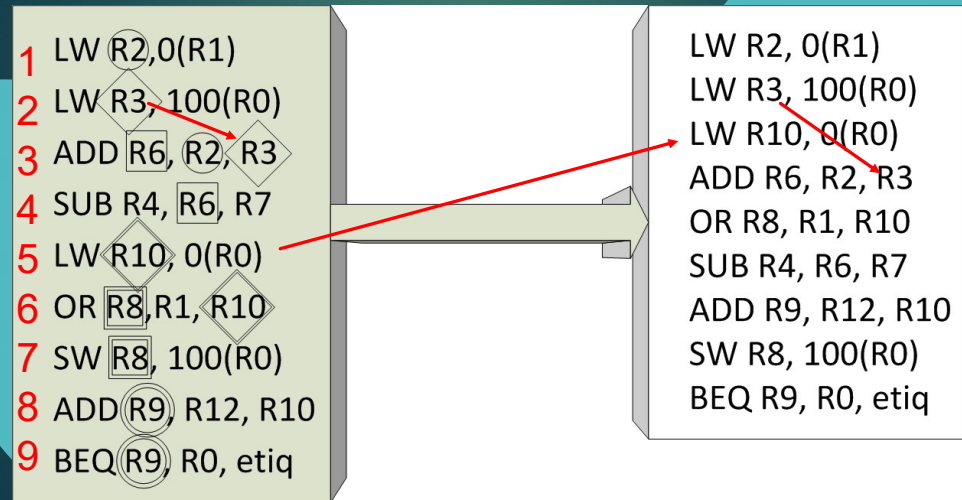 1 LW R2,0(R1)
2 LW R3, 100(R0)
3 ADD R6, R2, R3
4 SUB R4, R6, R7
5 LW R10, 0(R0)
6 OR R8,R1, R10
7 SW R8, 100(R0)
8 ADD R9, R12, R10
9 BEQ R9, R0, etiq
LW R2, 0(R1)
LW R3, 100(R0)
LW R10, 0(R0)
ADD R6, R2, R3
OR R8, R1, R10
SUB R4, R6, R7
ADD R9, R12, R10
SW R8, 100(R0)
BEQ R9, R0, etiq